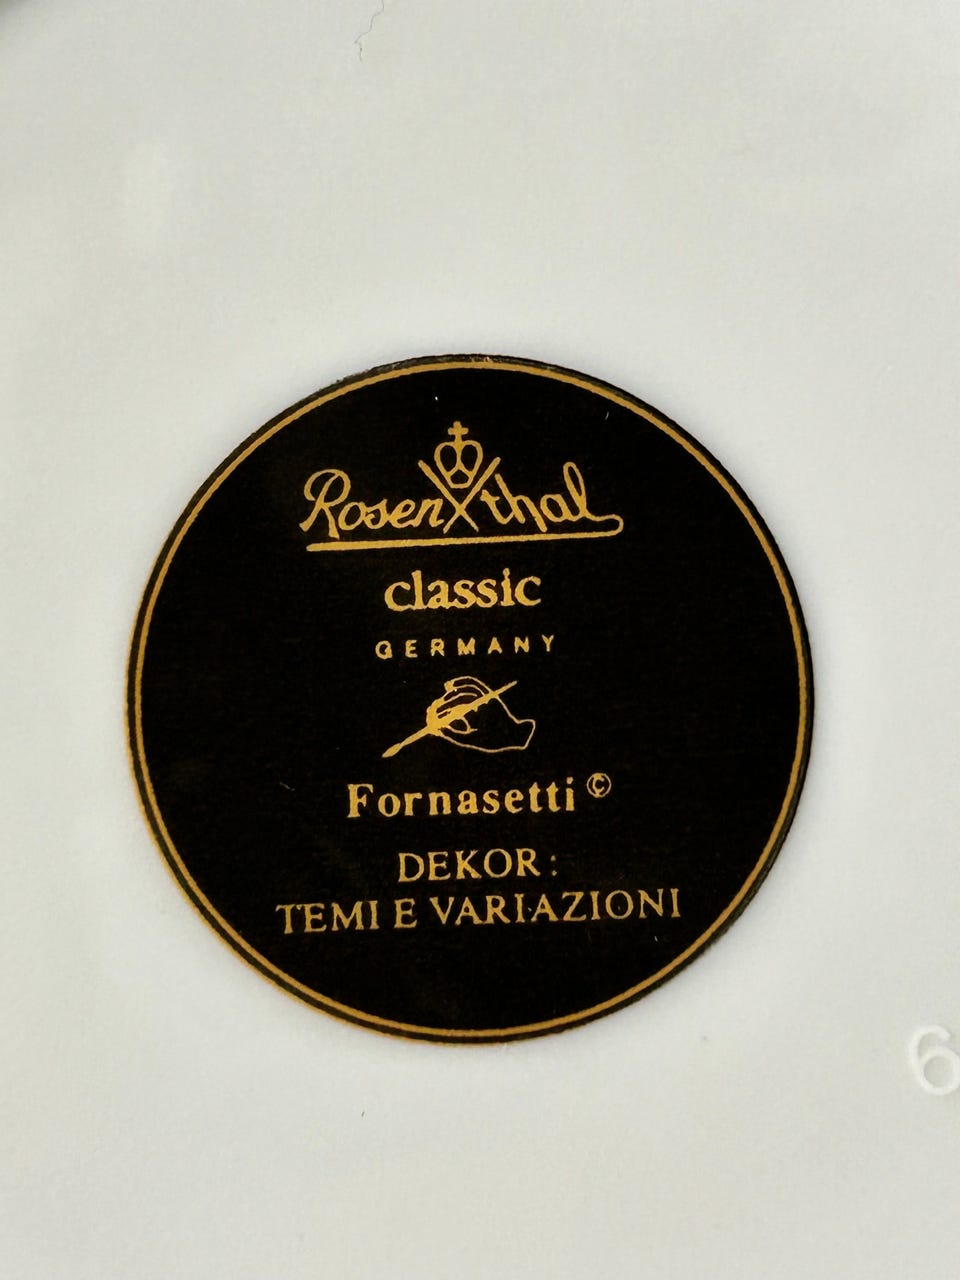 Rosenthal
classic
GERMANY
Fornasetti ©
DEKOR:
TEMI E VARIAZIONI
6